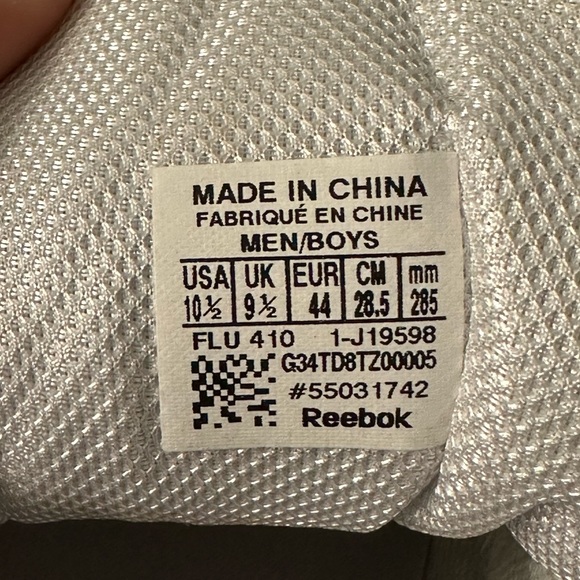 MADE IN CHINA
FABRIQUÉ EN CHINE
MEN/BOYS
USA UK EUR CM mm
10½ 9½ 44 28.5 285
FLU 410 1-J19598
G34TD8TZ00005
#55031742
Reebok